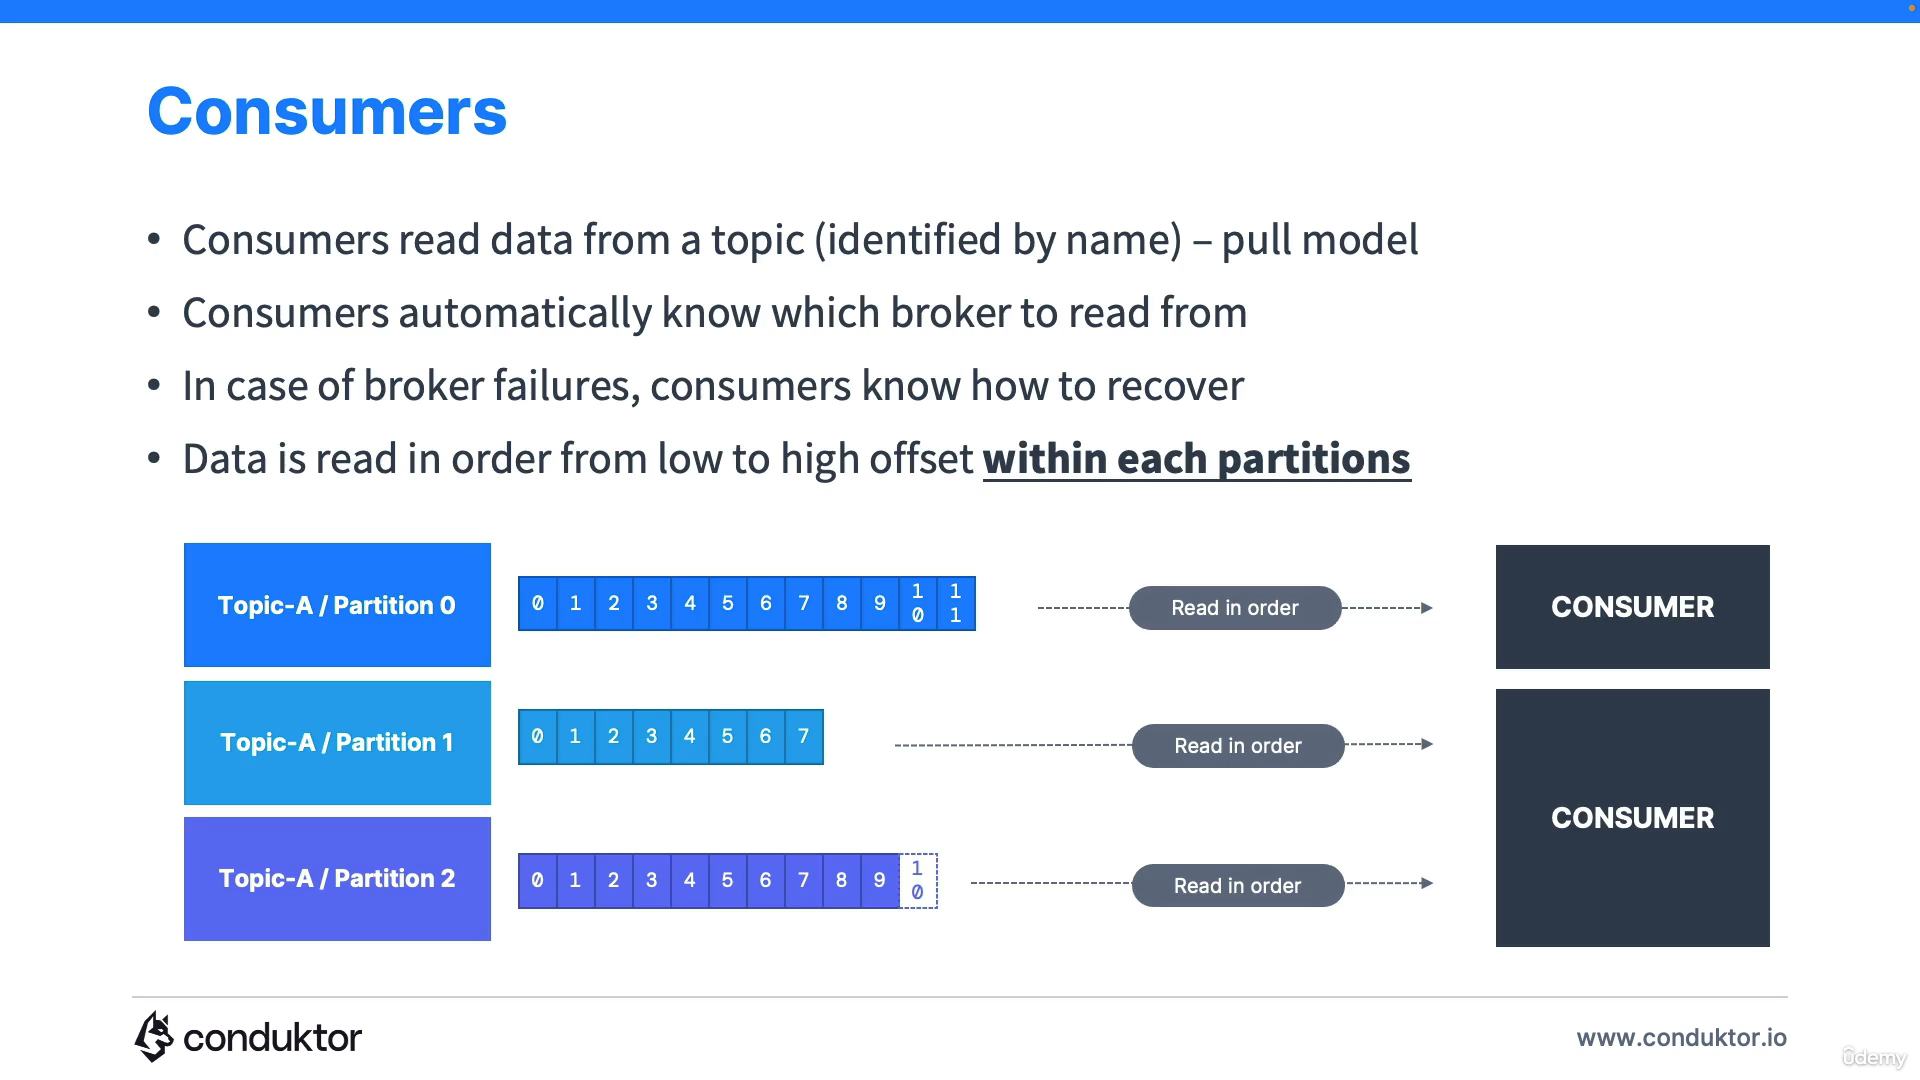 Consumers
• Consumers read data from a topic (identified by name) – pull model
• Consumers automatically know which broker to read from
• In case of broker failures, consumers know how to recover
• Data is read in order from low to high offset within each partitions
Topic-A / Partition 0
0 1 2 3 4 5 6 7 8 9 10 11
Read in order
CONSUMER
Topic-A / Partition 1
0 1 2 3 4 5 6 7
Read in order
CONSUMER
Topic-A / Partition 2
0 1 2 3 4 5 6 7 8 9 10
Read in order
conduktor
www.conduktor.io
ûdemy